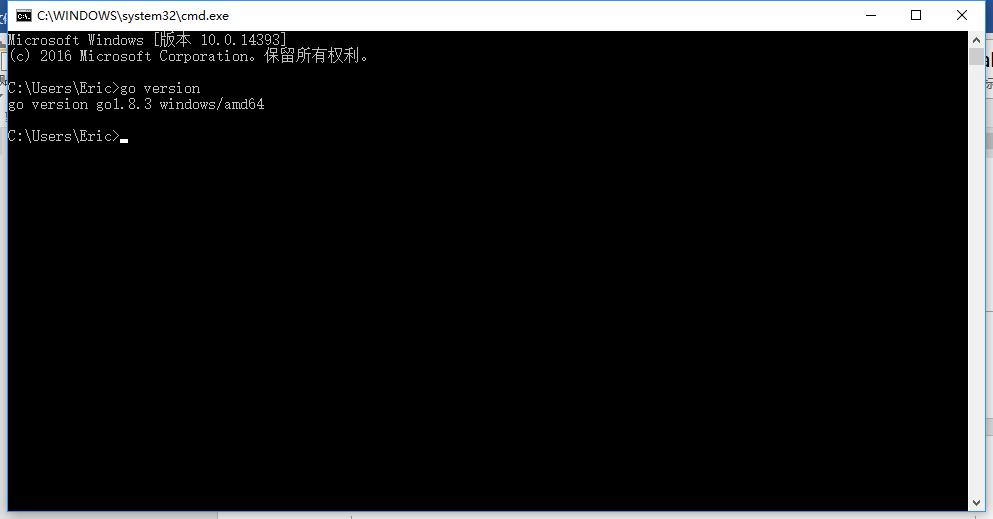 C:\WINDOWS\system32\cmd.exe
Microsoft Windows [版本 10.0.14393]
(c) 2016 Microsoft Corporation。保留所有权利。
C:\Users\Eric>go version
go version go1.8.3 windows/amd64
C:\Users\Eric>